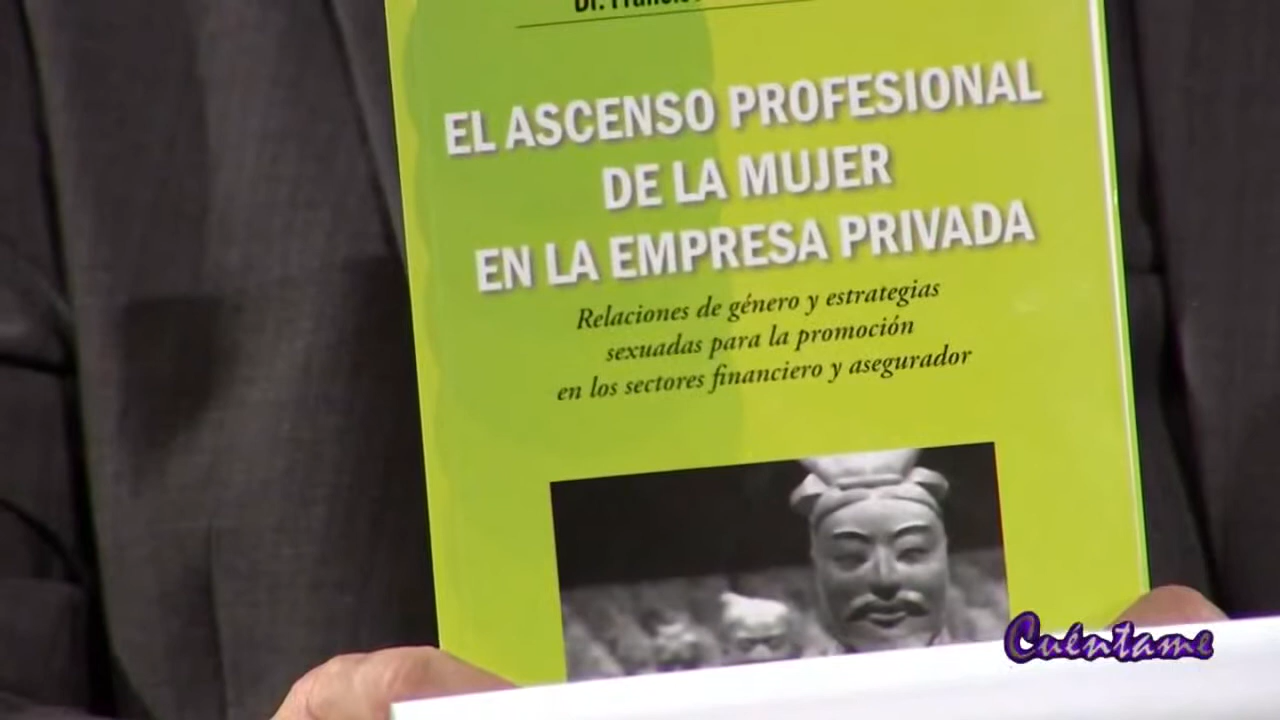 Dr.
EL ASCENSO PROFESIONAL
DE LA MUJER
EN LA EMPRESA PRIVADA
Relaciones de género y estrategias
sexuadas para la promoción
en los sectores financiero y asegurador
Cuéntame